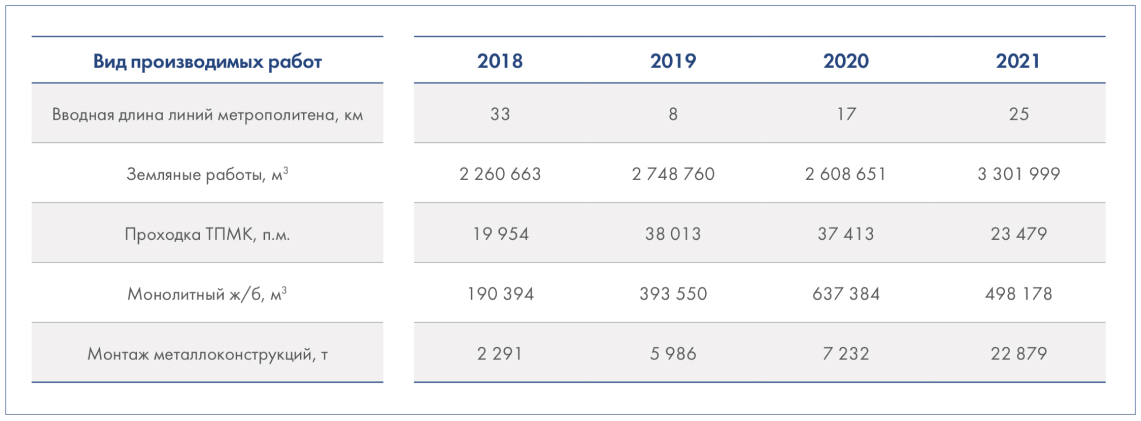 Вид производимых работ 2018 2019 2020 2021
Вводная длина линий метрополитена, км 33 8 17 25
Земляные работы, м³ 2 260 663 2 748 760 2 608 651 3 301 999
Проходка ТПМК, п.м. 19 954 38 013 37 413 23 479
Монолитный ж/б, м³ 190 394 393 550 637 384 498 178
Монтаж металлоконструкций, т 2 291 5 986 7 232 22 879